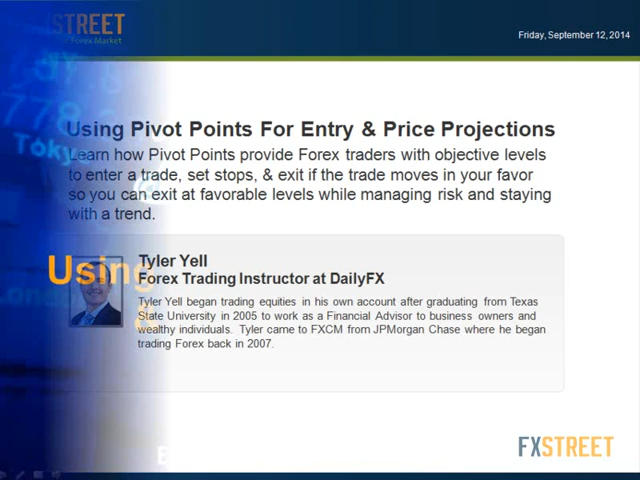 STREET
Forex Market
Friday, September 12, 2014
Using Pivot Points For Entry & Price Projections
Learn how Pivot Points provide Forex traders with objective levels
to enter a trade, set stops, & exit if the trade moves in your favor
so you can exit at favorable levels while managing risk and staying
with a trend.
Tyler Yell
Forex Trading Instructor at DailyFX
Tyler Yell began trading equities in his own account after graduating from Texas
State University in 2005 to work as a Financial Advisor to business owners and
wealthy individuals. Tyler came to FXCM from JPMorgan Chase where he began
trading Forex back in 2007.
Using
&
Tokyo
FXSTREET